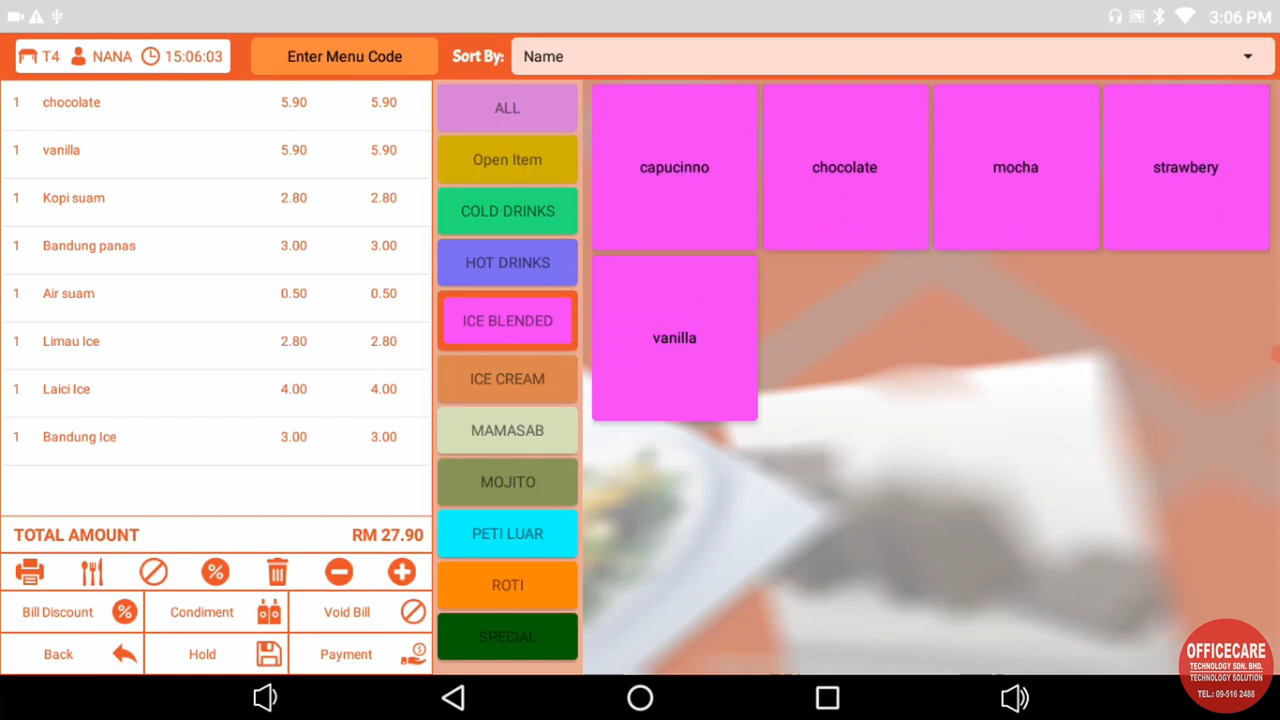 3:06 PM
T4 NANA 15:06:03
Enter Menu Code
Sort By:
Name
1 chocolate 5.90 5.90
1 vanilla 5.90 5.90
1 Kopi suam 2.80 2.80
1 Bandung panas 3.00 3.00
1 Air suam 0.50 0.50
1 Limau Ice 2.80 2.80
1 Laici Ice 4.00 4.00
1 Bandung Ice 3.00 3.00
TOTAL AMOUNT RM 27.90
Bill Discount
Condiment
Void Bill
Back
Hold
Payment
ALL
Open Item
COLD DRINKS
HOT DRINKS
ICE BLENDED
ICE CREAM
MAMASAB
MOJITO
PETI LUAR
ROTI
SPECIAL
capucinno
chocolate
mocha
strawbery
vanilla
OFFICECARE
TECHNOLOGY SDN. BHD.
TECHNOLOGY SOLUTION
TEL.: 09-516 2488